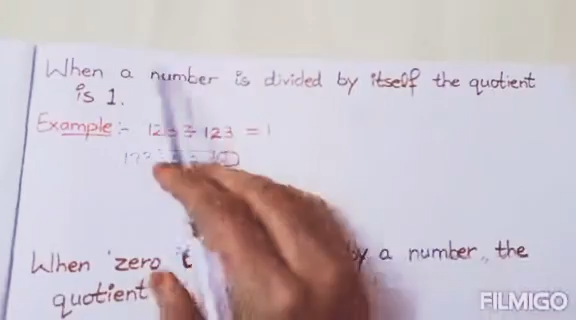 When a number is divided by itself the quotient
is 1.
Example :- 123 ÷ 123 = 1
When zero by a number, the
quotient
FILMIGO